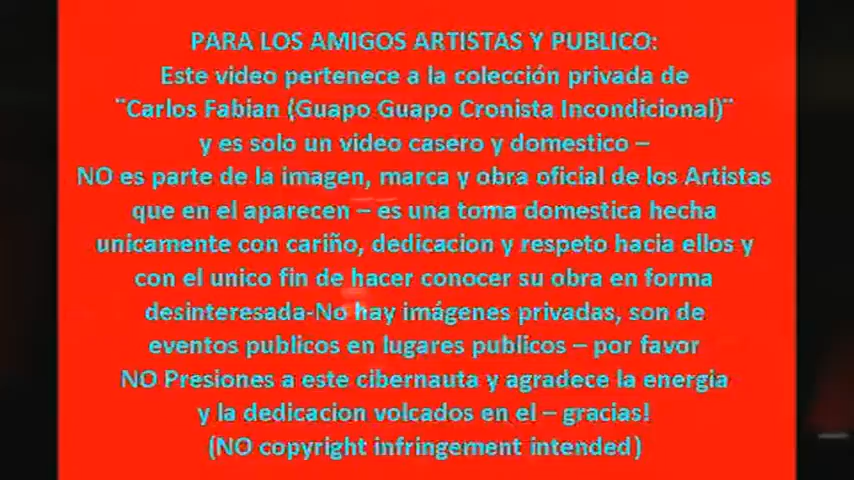 PARA LOS AMIGOS ARTISTAS Y PUBLICO:
Este video pertenece a la colección privada de
¨Carlos Fabian (Guapo Guapo Cronista Incondicional)¨
y es solo un video casero y domestico –
NO es parte de la imagen, marca y obra oficial de los Artistas
que en el aparecen – es una toma domestica hecha
unicamente con cariño, dedicacion y respeto hacia ellos y
con el unico fin de hacer conocer su obra en forma
desinteresada-No hay imágenes privadas, son de
eventos publicos en lugares publicos – por favor
NO Presiones a este cibernauta y agradece la energia
y la dedicacion volcados en el – gracias!
(NO copyright infringement intended)